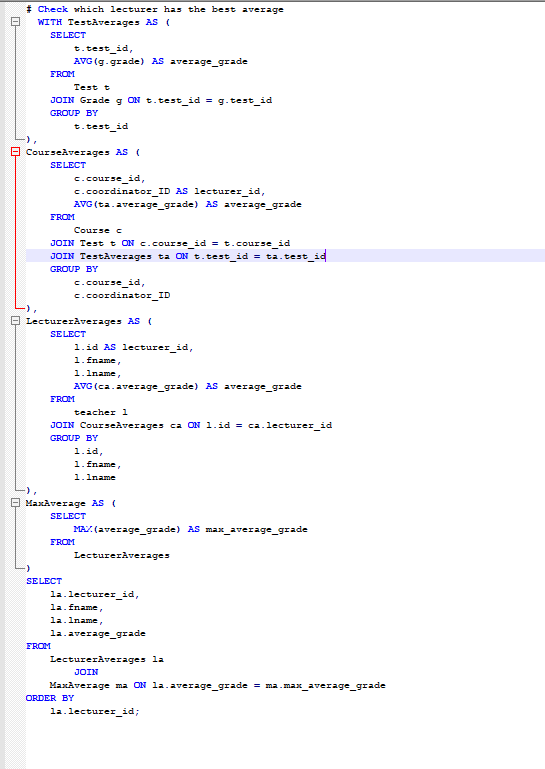 # Check which lecturer has the best average
WITH TestAverages AS (
SELECT
t.test_id,
AVG(g.grade) AS average_grade
FROM
Test t
JOIN Grade g ON t.test_id = g.test_id
GROUP BY
t.test_id
),
CourseAverages AS (
SELECT
c.course_id,
c.coordinator_ID AS lecturer_id,
AVG(ta.average_grade) AS average_grade
FROM
Course c
JOIN Test t ON c.course_id = t.course_id
JOIN TestAverages ta ON t.test_id = ta.test_id
GROUP BY
c.course_id,
c.coordinator_ID
),
LecturerAverages AS (
SELECT
l.id AS lecturer_id,
l.fname,
l.lname,
AVG(ca.average_grade) AS average_grade
FROM
teacher l
JOIN CourseAverages ca ON l.id = ca.lecturer_id
GROUP BY
l.id,
l.fname,
l.lname
),
MaxAverage AS (
SELECT
MAX(average_grade) AS max_average_grade
FROM
LecturerAverages
)
SELECT
la.lecturer_id,
la.fname,
la.lname,
la.average_grade
FROM
LecturerAverages la
JOIN
MaxAverage ma ON la.average_grade = ma.max_average_grade
ORDER BY
la.lecturer_id;